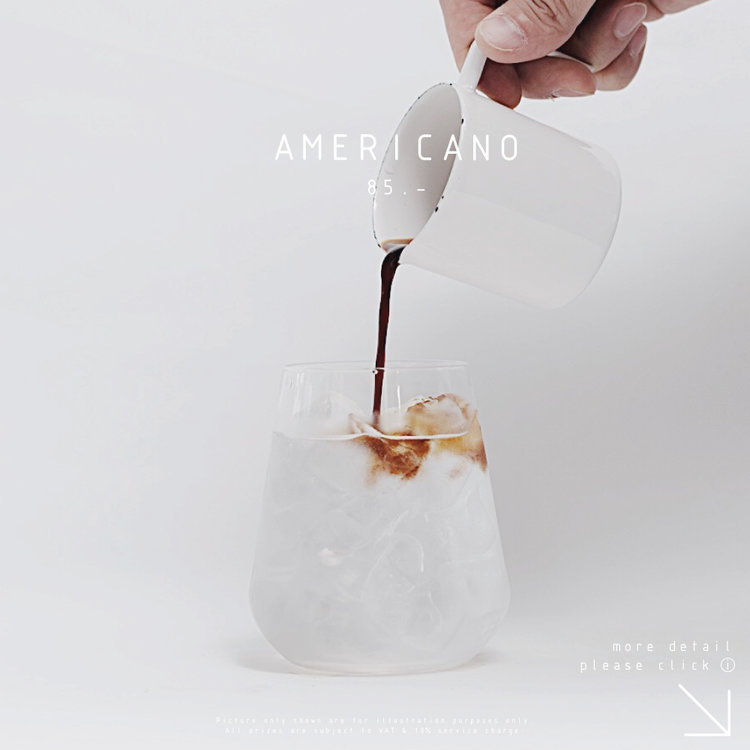 AMERICANO
85.-
more detail
please click ⓘ
Picture only shown are for illustration purposes only.
All prizes are subject to VAT & 10% service charge.